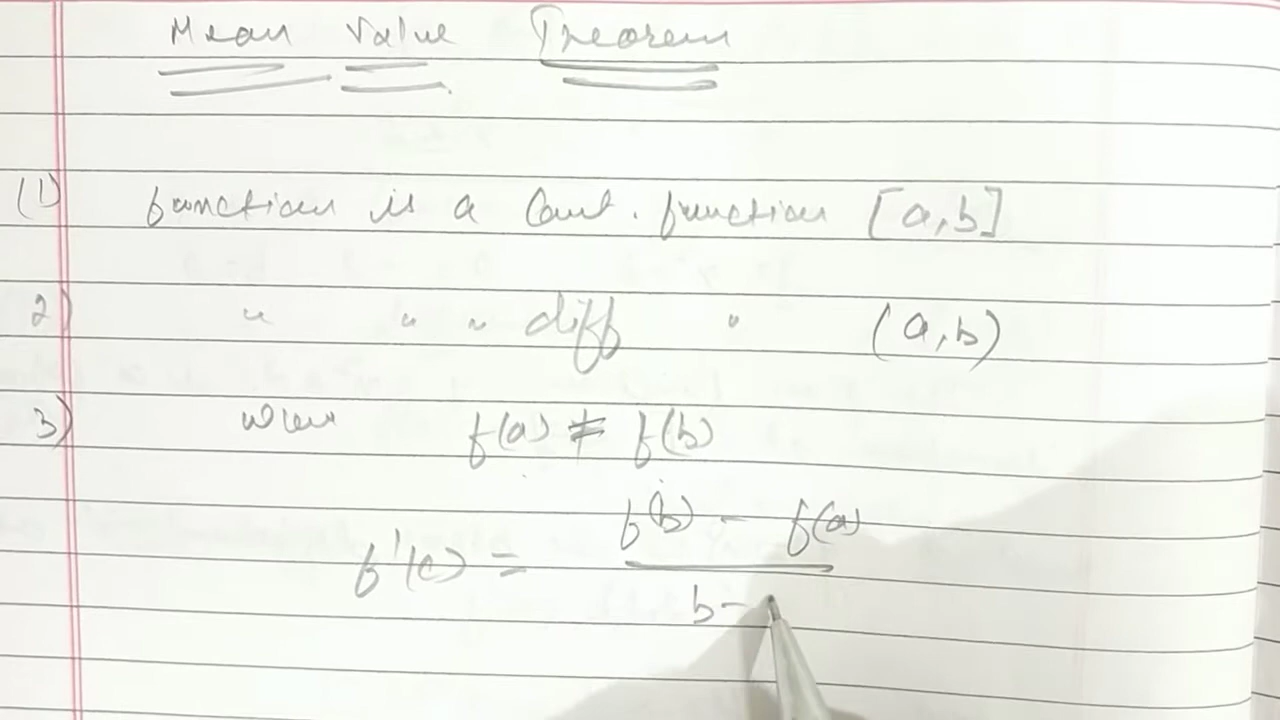 Mean Value Theorem
(1) function is a Cont. function [a,b]
2) " " " diff " (a,b)
3) when f(a) ≠ f(b)
f'(c) = f(b) - f(a)
b-